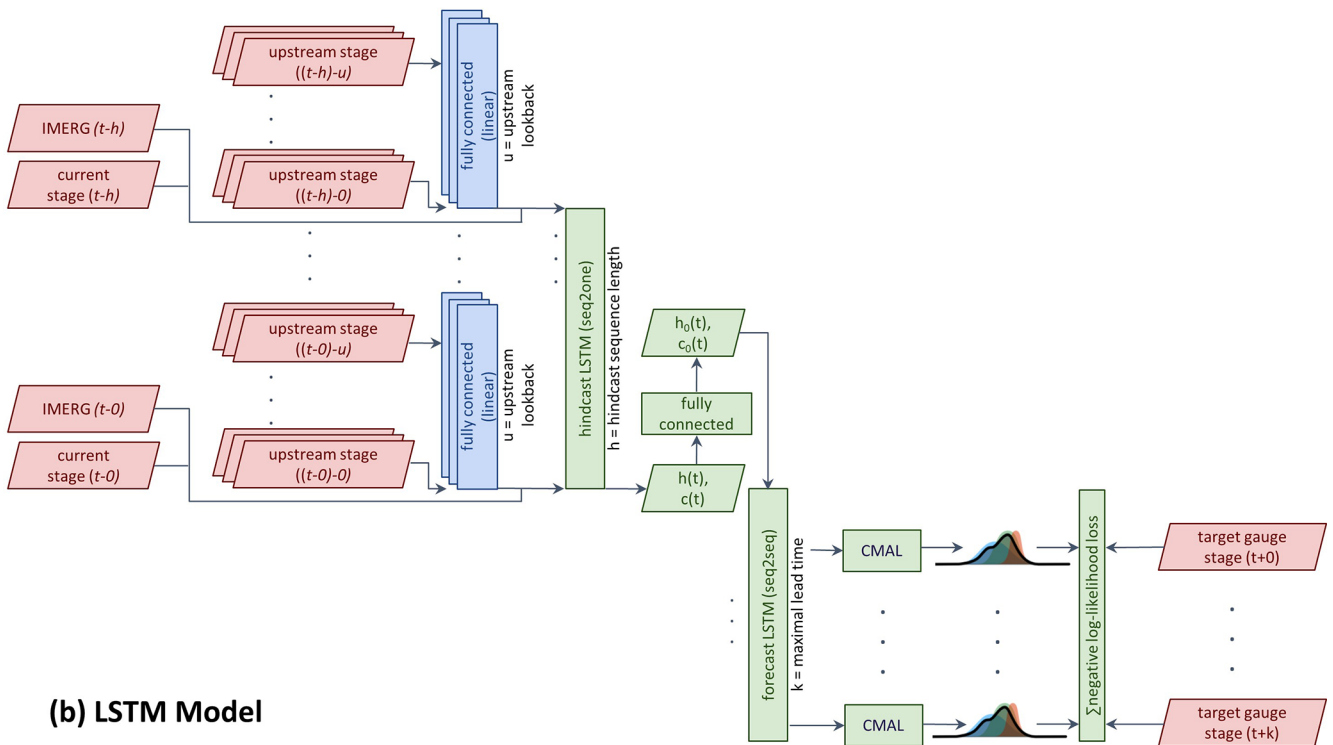 upstream stage
((t-h)-u)
fully connected
(linear)
u = upstream
lookback
IMERG (t-h)
current
stage (t-h)
upstream stage
((t-h)-0)
hindcast LSTM (seq2one)
h = hindcast sequence length
upstream stage
((t-0)-u)
fully connected
(linear)
u = upstream
lookback
IMERG (t-0)
current
stage (t-0)
upstream stage
((t-0)-0)
h₀(t),
c₀(t)
fully
connected
h(t),
c(t)
forecast LSTM (seq2seq)
k = maximal lead time
CMAL
∑negative log-likelihood loss
target gauge
stage (t+0)
CMAL
target gauge
stage (t+k)
(b) LSTM Model